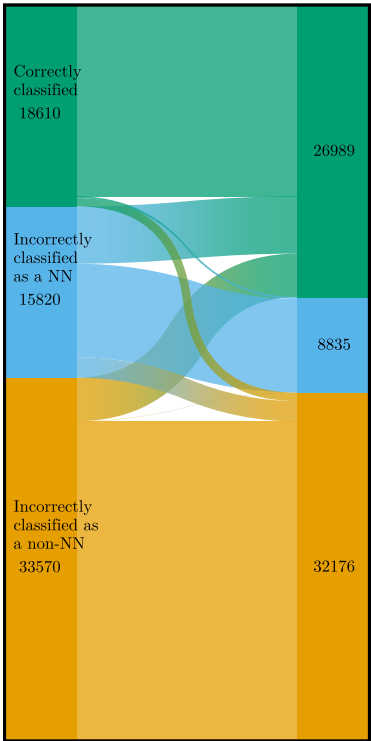 Correctly
classified
18610
26989
Incorrectly
classified
as a NN
15820
8835
Incorrectly
classified as
a non-NN
33570
32176